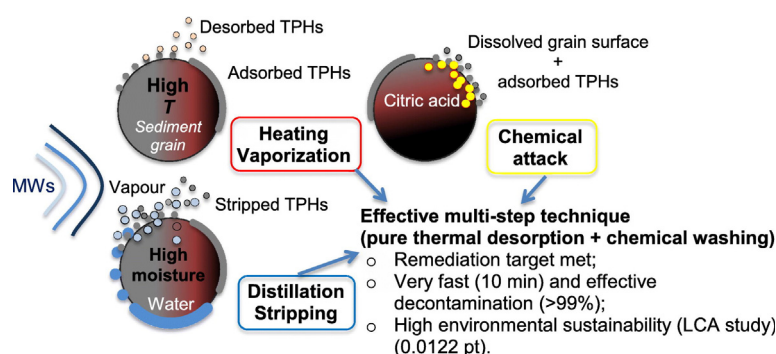 Desorbed TPHs
Adsorbed TPHs
High
T
Sediment
grain
Heating
Vaporization
Dissolved grain surface
+
adsorbed TPHs
Citric acid
Chemical
attack
MWs
Vapour
Stripped TPHs
High
moisture
Water
Distillation
Stripping
Effective multi-step technique
(pure thermal desorption + chemical washing)
o Remediation target met;
o Very fast (10 min) and effective
decontamination (>99%);
o High environmental sustainability (LCA study)
(0.0122 pt).